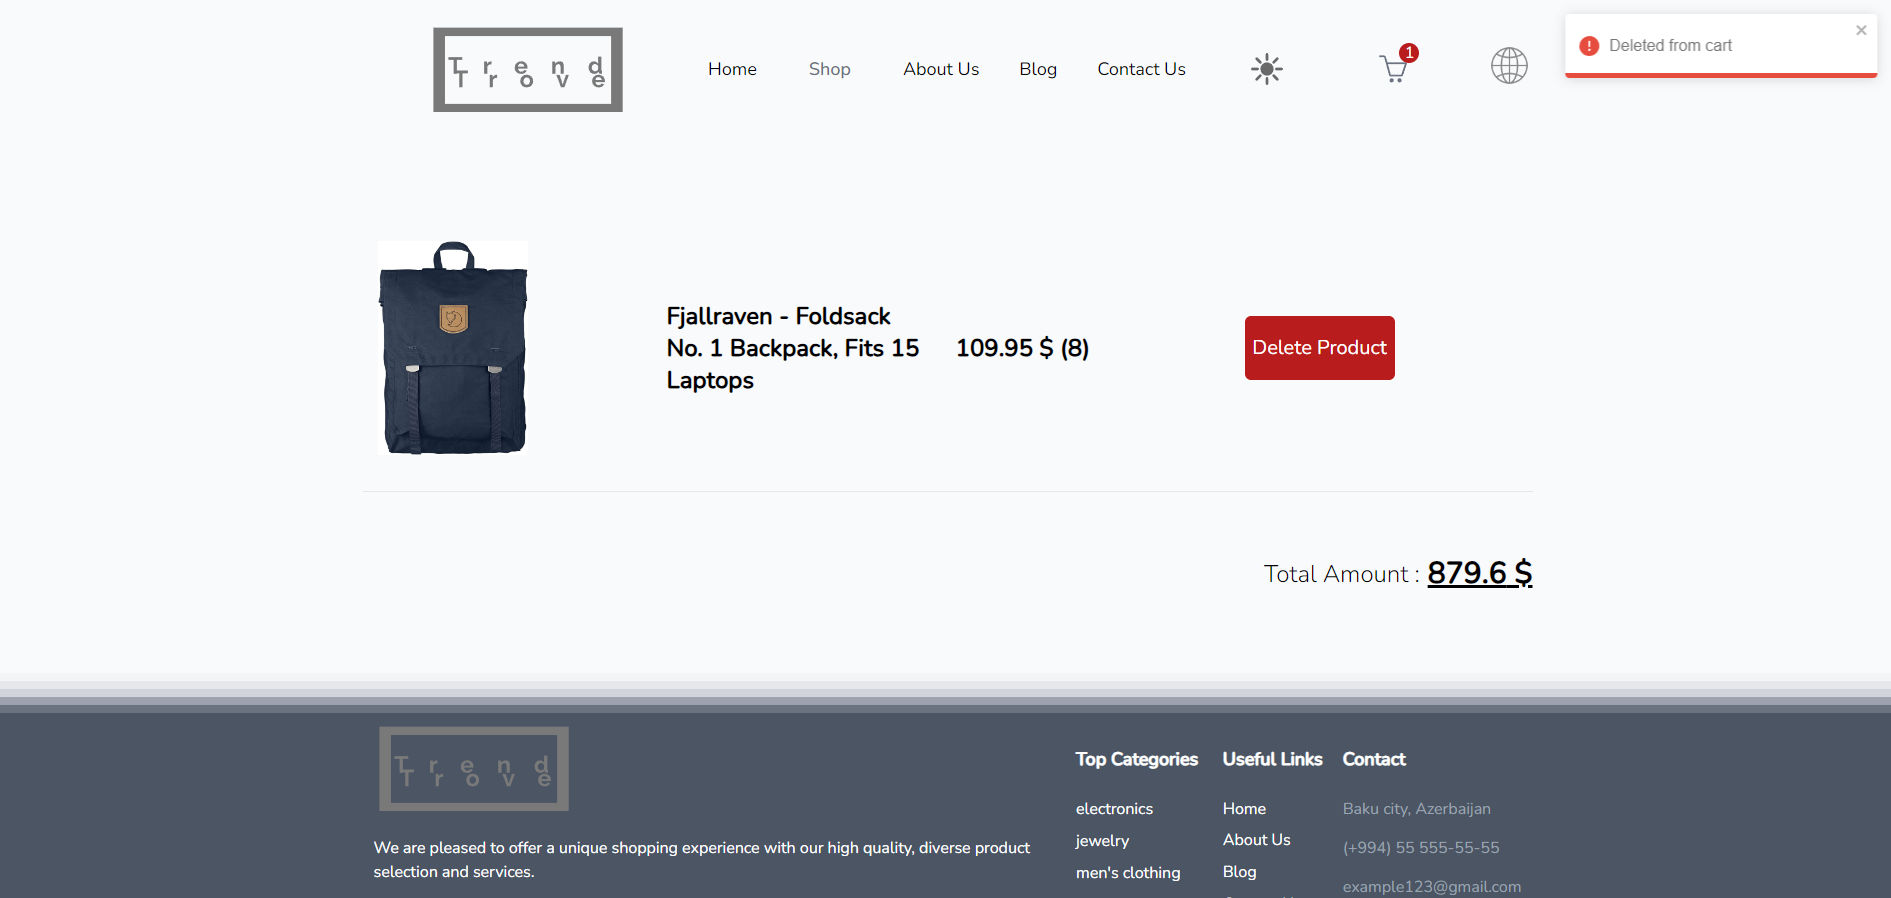 Trend
Trove
Home
Shop
About Us
Blog
Contact Us
1
Deleted from cart
Fjallraven - Foldsack
No. 1 Backpack, Fits 15
Laptops
109.95 $ (8)
Delete Product
Total Amount : 879.6 $
Trend
Trove
We are pleased to offer a unique shopping experience with our high quality, diverse product
selection and services.
Top Categories
electronics
jewelry
men's clothing
Useful Links
Home
About Us
Blog
Contact
Baku city, Azerbaijan
(+994) 55 555-55-55
example123@gmail.com